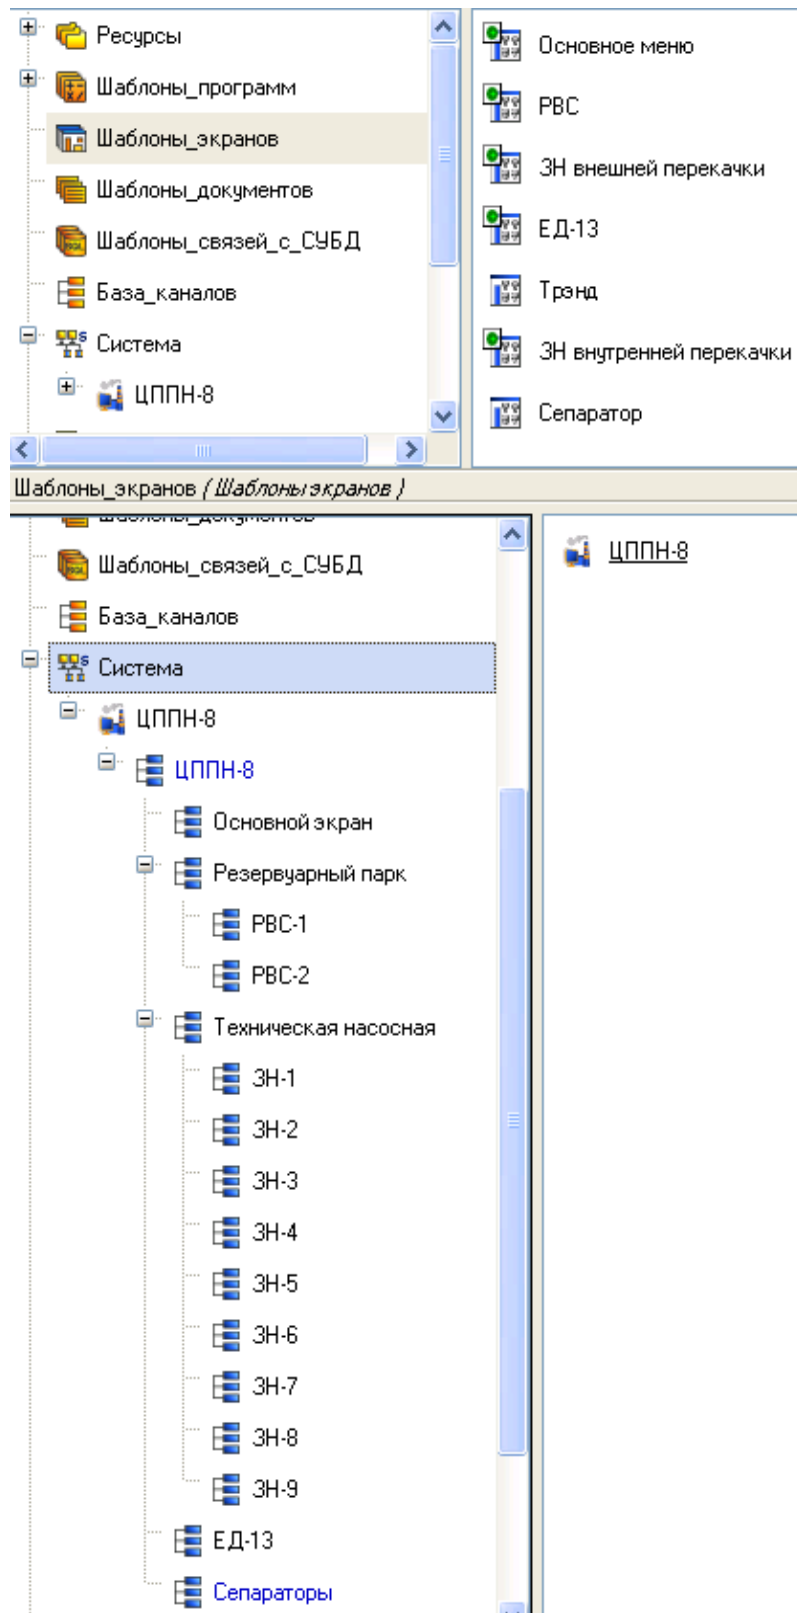 Ресурсы
Шаблоны_программ
Шаблоны_экранов
Шаблоны_документов
Шаблоны_связей_с_СУБД
База_каналов
Система
ЦППН-8
Основное меню
РВС
ЗН внешней перекачки
ЕД-13
Трэнд
ЗН внутренней перекачки
Сепаратор
Шаблоны_экранов ( Шаблоны экранов )
Шаблоны_документов
Шаблоны_связей_с_СУБД
База_каналов
Система
ЦППН-8
ЦППН-8
Основной экран
Резервуарный парк
РВС-1
РВС-2
Техническая насосная
ЗН-1
ЗН-2
ЗН-3
ЗН-4
ЗН-5
ЗН-6
ЗН-7
ЗН-8
ЗН-9
ЕД-13
Сепараторы
ЦППН-8